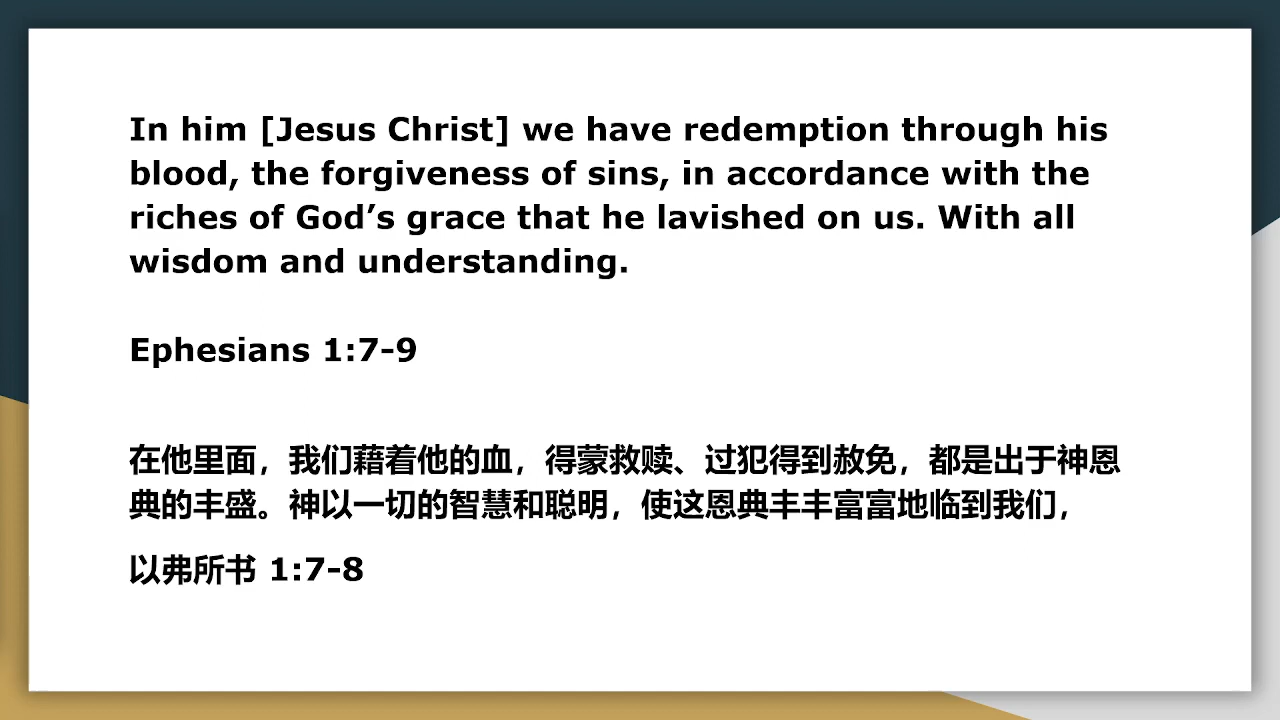 In him [Jesus Christ] we have redemption through his
blood, the forgiveness of sins, in accordance with the
riches of God’s grace that he lavished on us. With all
wisdom and understanding.
Ephesians 1:7-9
在他里面，我们藉着他的血，得蒙救赎、过犯得到赦免，都是出于神恩
典的丰盛。神以一切的智慧和聪明，使这恩典丰丰富富地临到我们，
以弗所书 1:7-8